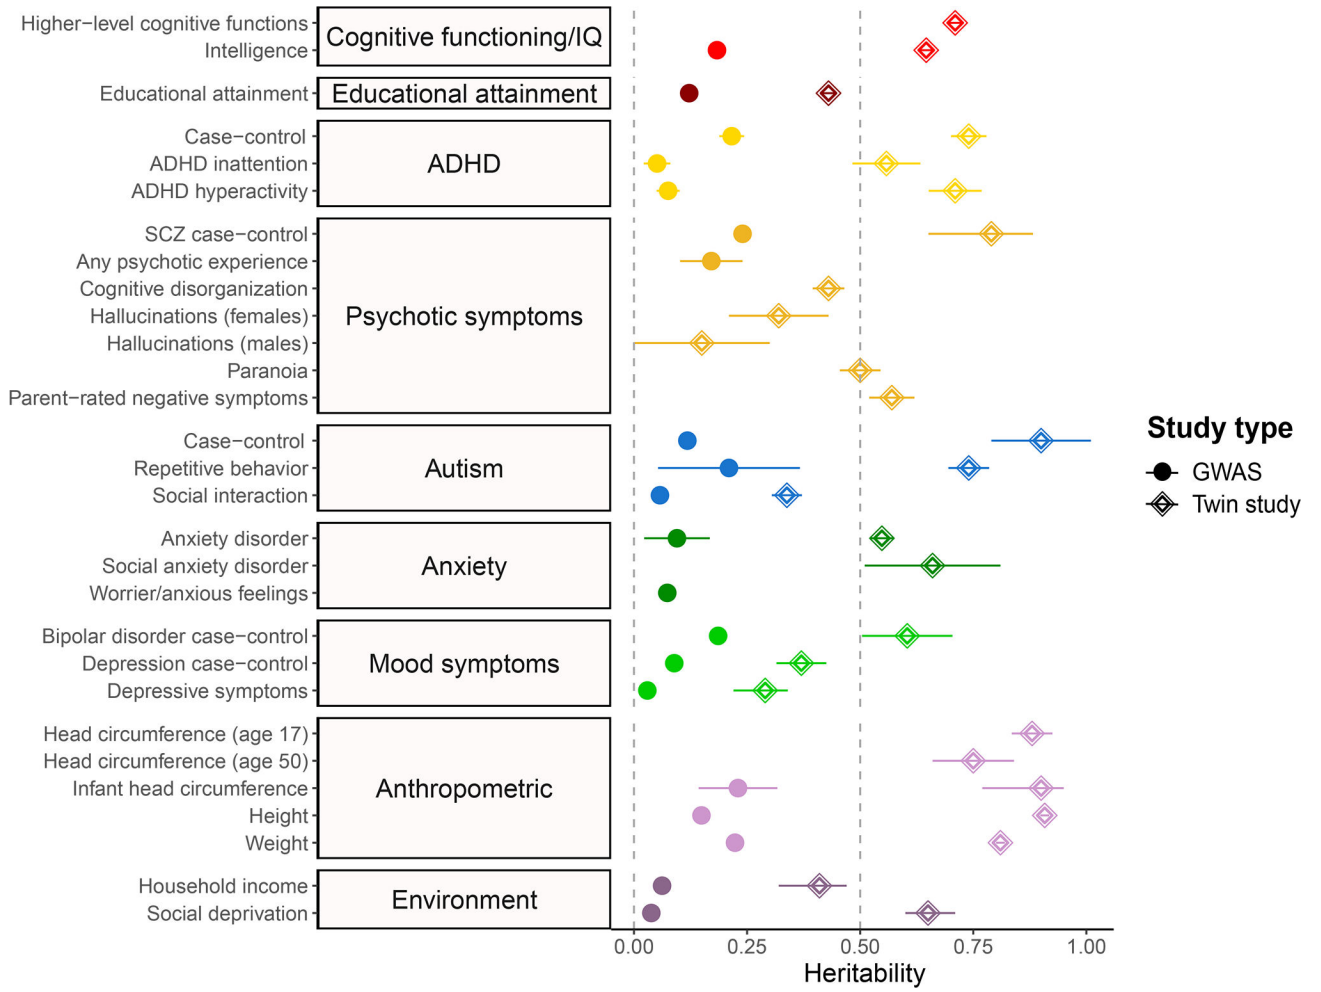 Higher−level cognitive functions
Intelligence
Cognitive functioning/IQ
Educational attainment
Educational attainment
Case−control
ADHD inattention
ADHD hyperactivity
ADHD
SCZ case−control
Any psychotic experience
Cognitive disorganization
Hallucinations (females)
Hallucinations (males)
Paranoia
Parent−rated negative symptoms
Psychotic symptoms
Case−control
Repetitive behavior
Social interaction
Autism
Anxiety disorder
Social anxiety disorder
Worrier/anxious feelings
Anxiety
Bipolar disorder case−control
Depression case−control
Depressive symptoms
Mood symptoms
Head circumference (age 17)
Head circumference (age 50)
Infant head circumference
Height
Weight
Anthropometric
Household income
Social deprivation
Environment
0.00 0.25 0.50 0.75 1.00
Heritability
Study type
GWAS
Twin study